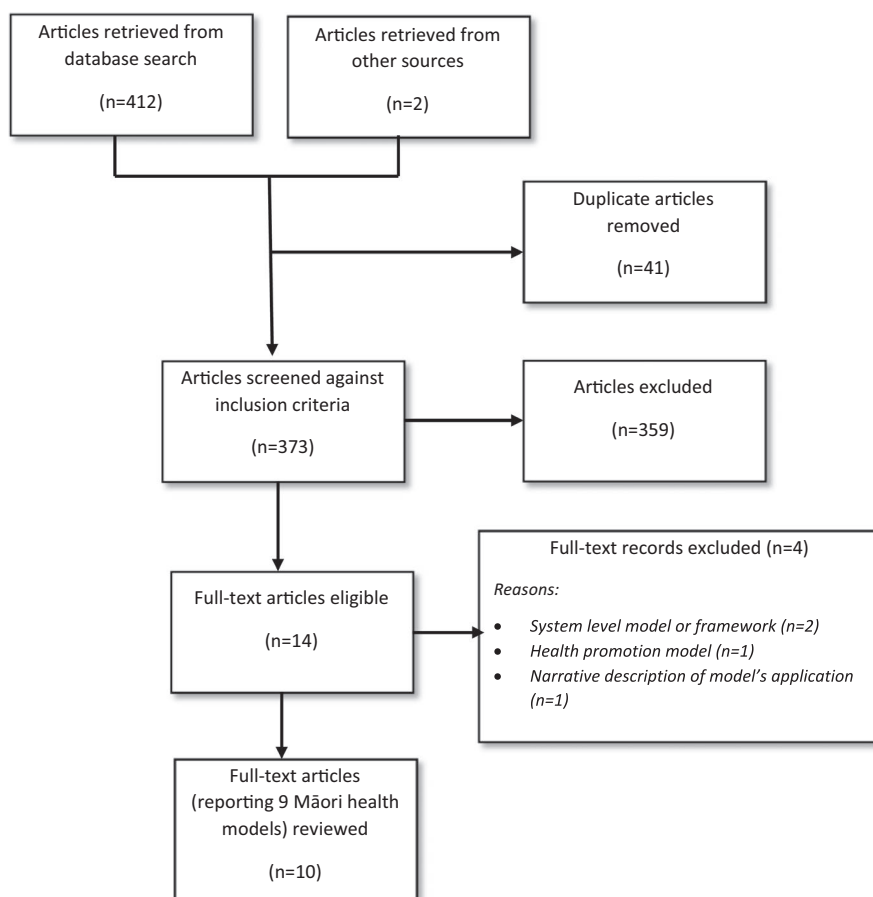 Articles retrieved from
database search
(n=412)
Articles retrieved from
other sources
(n=2)
Duplicate articles
removed
(n=41)
Articles screened against
inclusion criteria
(n=373)
Articles excluded
(n=359)
Full-text articles eligible
(n=14)
Full-text records excluded (n=4)
Reasons:
• System level model or framework (n=2)
• Health promotion model (n=1)
• Narrative description of model’s application
(n=1)
Full-text articles
(reporting 9 Māori health
models) reviewed
(n=10)